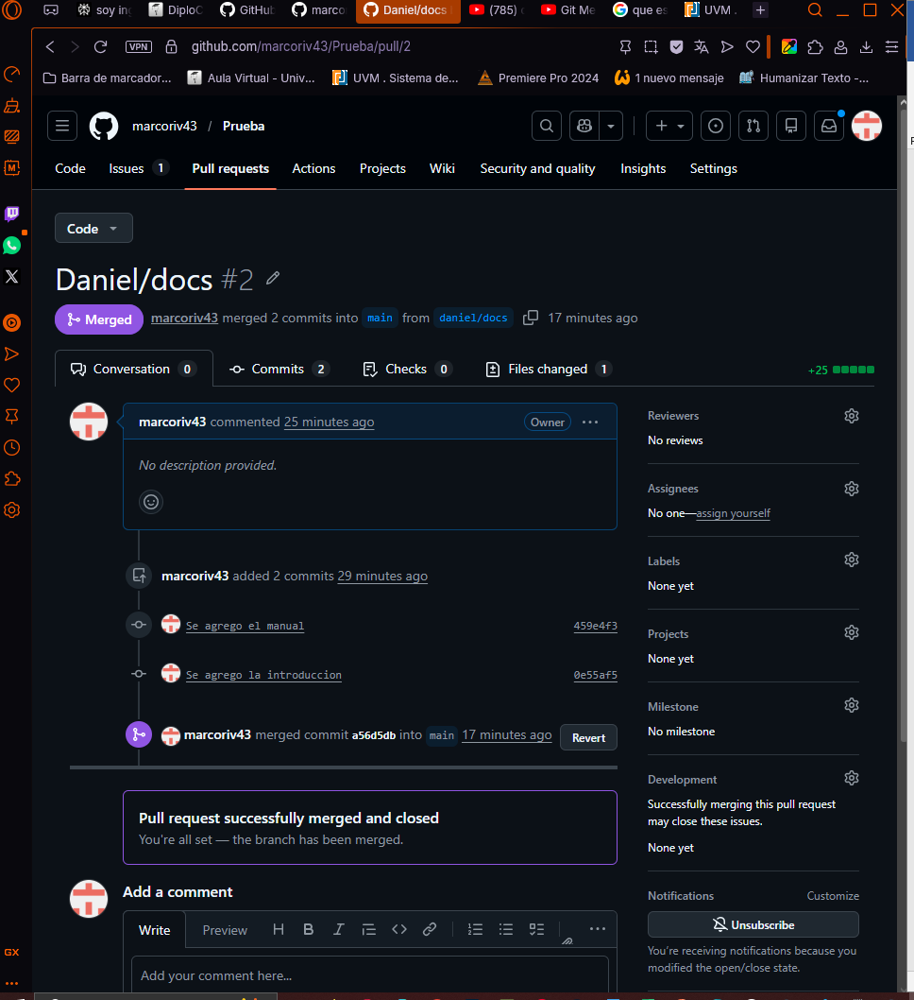 soy in
DiploC
GitHub
marco
Daniel/docs
(785)
Git Me
que es
UVM .
VPN
github.com/marcoriv43/Prueba/pull/2
Barra de marcador...
Aula Virtual - Univ...
UVM . Sistema de...
Premiere Pro 2024
1 nuevo mensaje
Humanizar Texto -...
marcoriv43 / Prueba
Code
Issues 1
Pull requests
Actions
Projects
Wiki
Security and quality
Insights
Settings
Code
Daniel/docs #2
Merged marcoriv43 merged 2 commits into main from daniel/docs 17 minutes ago
Conversation 0
Commits 2
Checks 0
Files changed 1
+25
marcoriv43 commented 25 minutes ago
Owner
No description provided.
marcoriv43 added 2 commits 29 minutes ago
Se agrego el manual 459e4f3
Se agrego la introduccion 0e55af5
marcoriv43 merged commit a56d5db into main 17 minutes ago
Revert
Pull request successfully merged and closed
You're all set — the branch has been merged.
Add a comment
Write
Preview
H B I
Add your comment here...
Reviewers
No reviews
Assignees
No one—assign yourself
Labels
None yet
Projects
None yet
Milestone
No milestone
Development
Successfully merging this pull request
may close these issues.
None yet
Notifications
Customize
Unsubscribe
You're receiving notifications because you
modified the open/close state.
GX